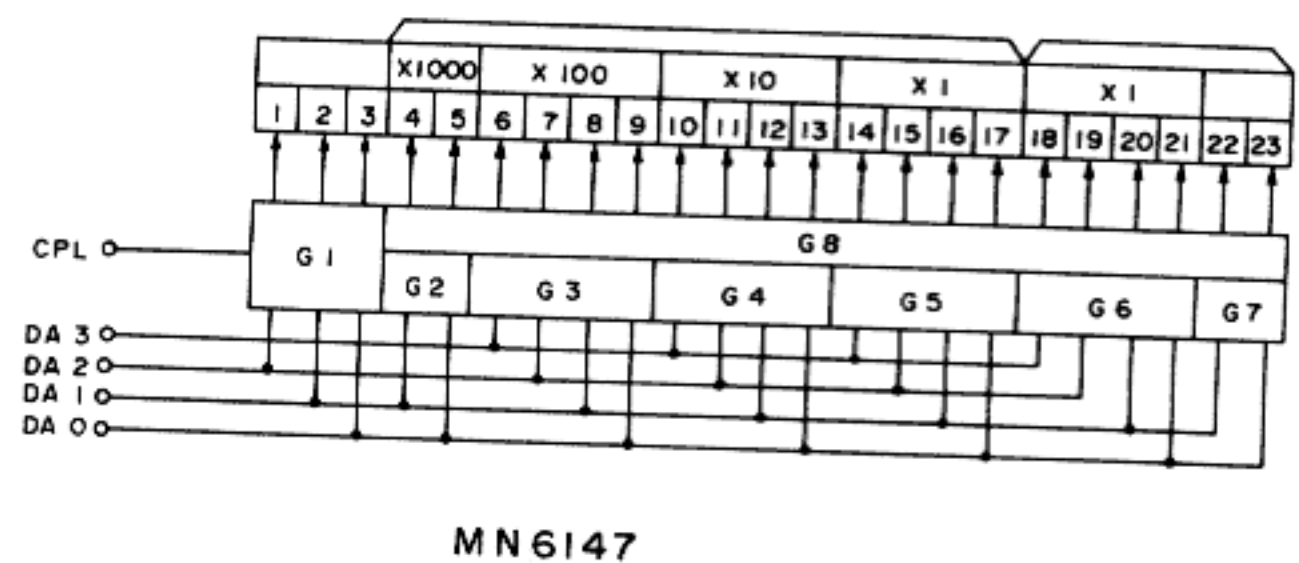 X1000 X 100 X 10 X 1 X 1
1 2 3 4 5 6 7 8 9 10 11 12 13 14 15 16 17 18 19 20 21 22 23
CPL G 1 G 8
G 2 G 3 G 4 G 5 G 6 G 7
DA 3
DA 2
DA 1
DA 0
MN6147